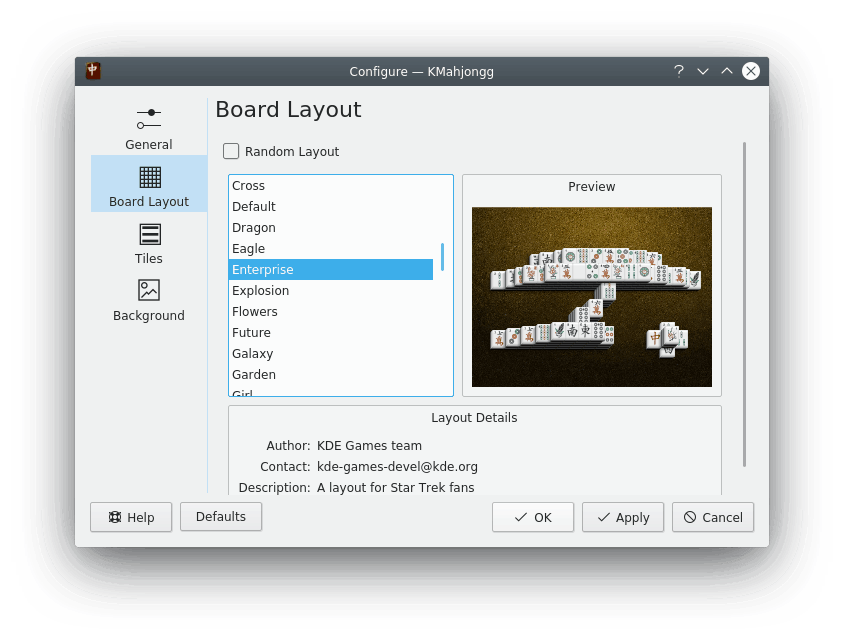 Configure — KMahjongg
General
Board Layout
Tiles
Background
Board Layout
Random Layout
Cross
Default
Dragon
Eagle
Enterprise
Explosion
Flowers
Future
Galaxy
Garden
Girl
Preview
Layout Details
Author: KDE Games team
Contact: kde-games-devel@kde.org
Description: A layout for Star Trek fans
Help
Defaults
OK
Apply
Cancel